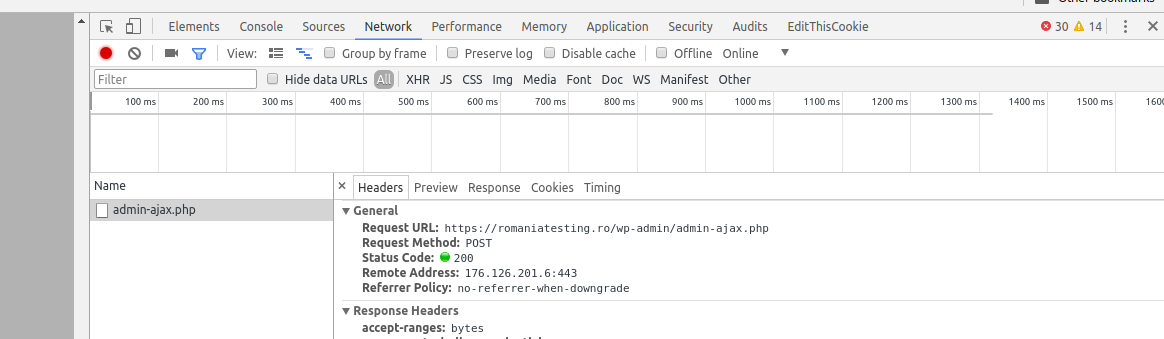 Other bookmarks
Elements Console Sources Network Performance Memory Application Security Audits EditThisCookie 30 14
View: Group by frame Preserve log Disable cache Offline Online
Filter Hide data URLs All XHR JS CSS Img Media Font Doc WS Manifest Other
100 ms 200 ms 300 ms 400 ms 500 ms 600 ms 700 ms 800 ms 900 ms 1000 ms 1100 ms 1200 ms 1300 ms 1400 ms 1500 ms 1600
Name × Headers Preview Response Cookies Timing
admin-ajax.php
General
Request URL: https://romaniatesting.ro/wp-admin/admin-ajax.php
Request Method: POST
Status Code: 200
Remote Address: 176.126.201.6:443
Referrer Policy: no-referrer-when-downgrade
Response Headers
accept-ranges: bytes